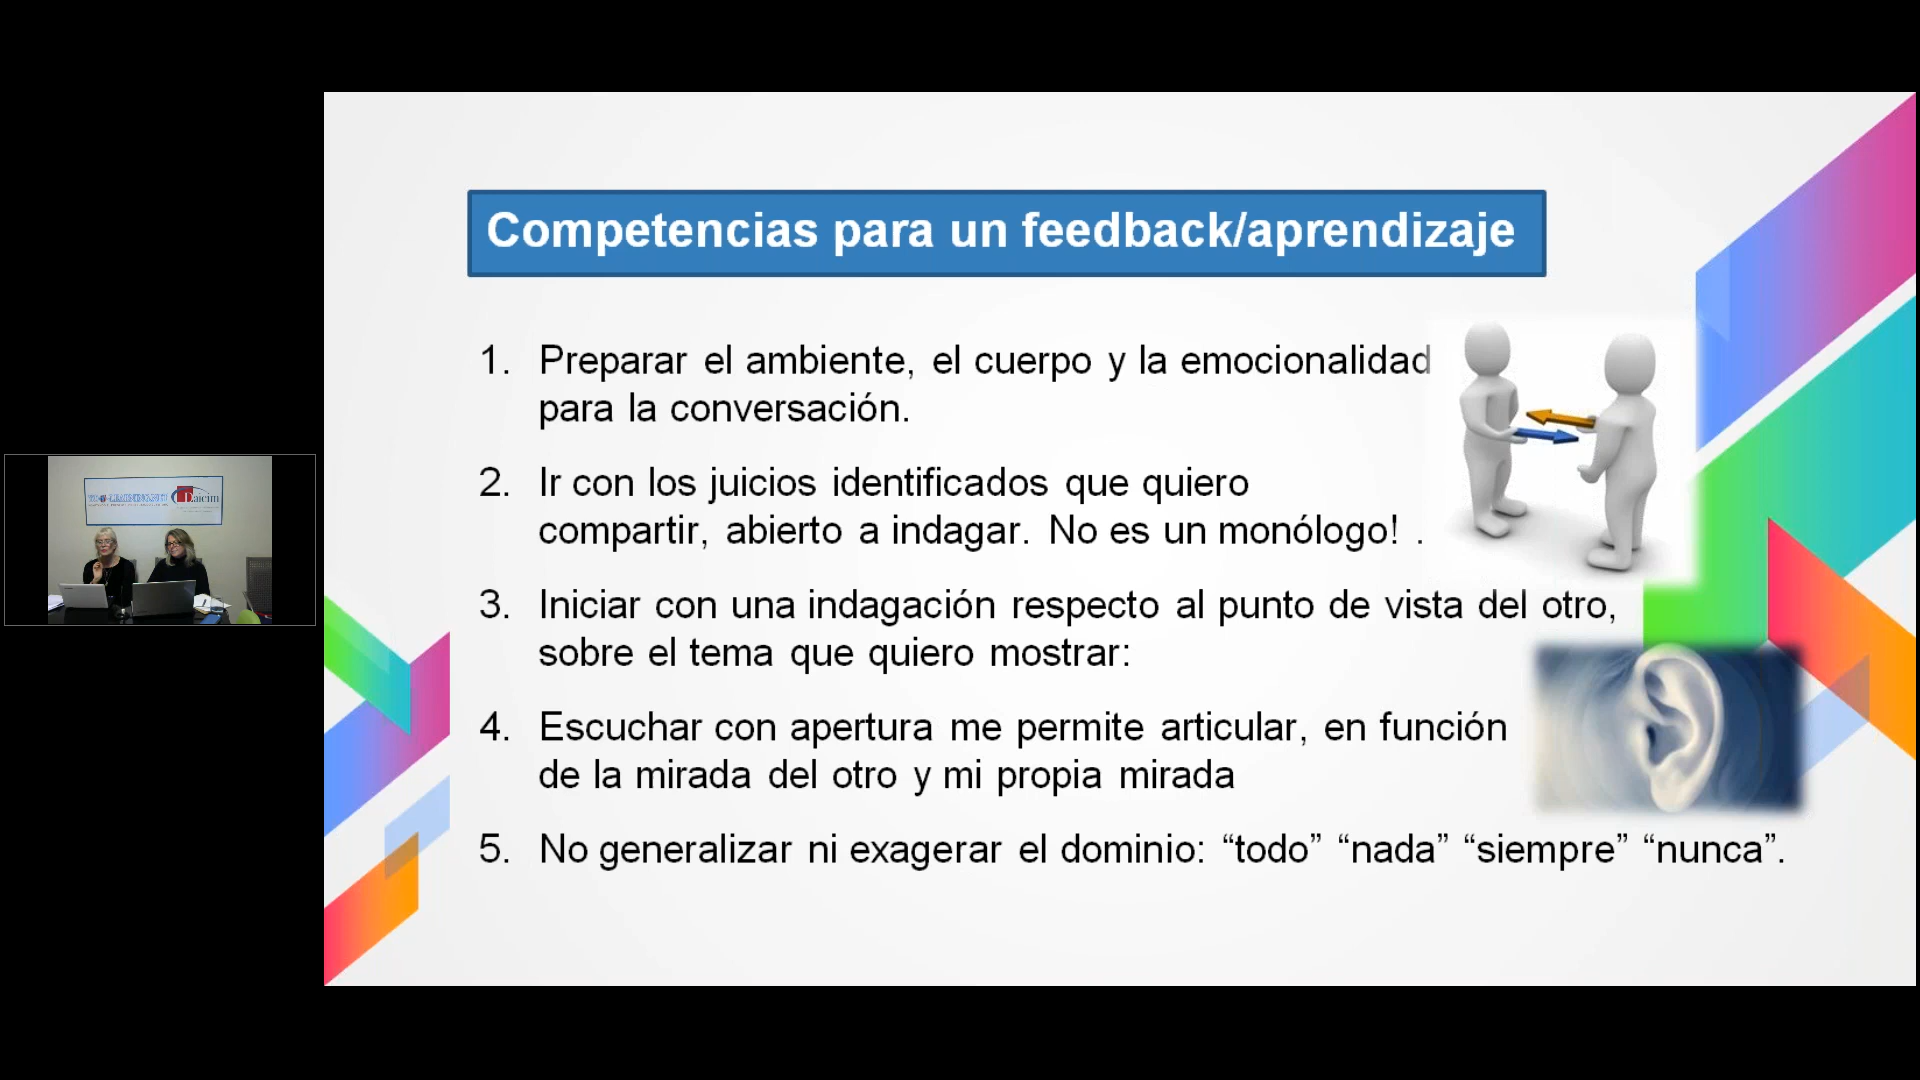 Competencias para un feedback/aprendizaje
1. Preparar el ambiente, el cuerpo y la emocionalidad
para la conversación.
2. Ir con los juicios identificados que quiero
compartir, abierto a indagar. No es un monólogo! .
3. Iniciar con una indagación respecto al punto de vista del otro,
sobre el tema que quiero mostrar:
4. Escuchar con apertura me permite articular, en función
de la mirada del otro y mi propia mirada
5. No generalizar ni exagerar el dominio: “todo” “nada” “siempre” “nunca”.